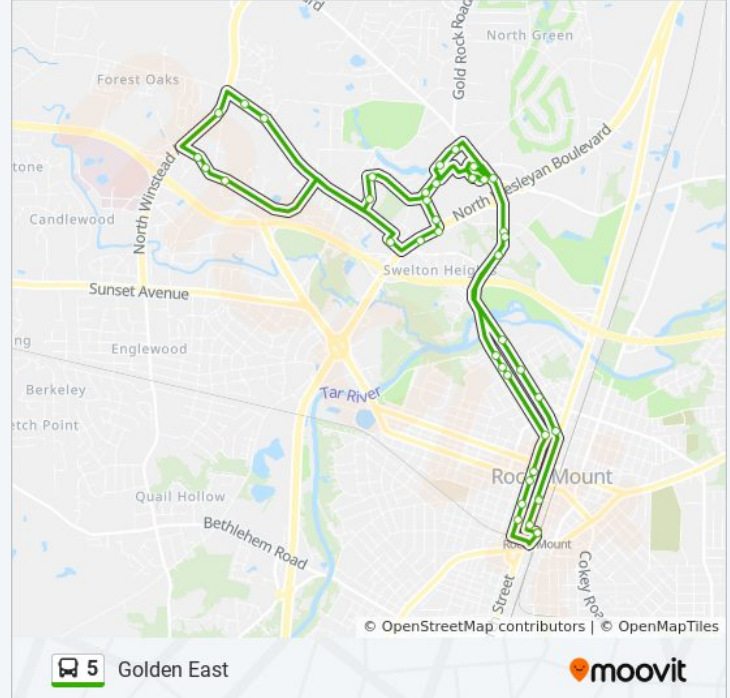 ard
North Green
Gold Rock Road
Forest Oaks
tone
North Winstead
North Wesleyan Boulevard
Candlewood
Swelton Heights
Sunset Avenue
ng
Englewood
Berkeley
Tar River
etch Point
Rocky Mount
Quail Hollow
Bethlehem Road
Rocky Mount
Cokey Roa
Street
© OpenStreetMap contributors | © OpenMapTiles
5 Golden East
moovit